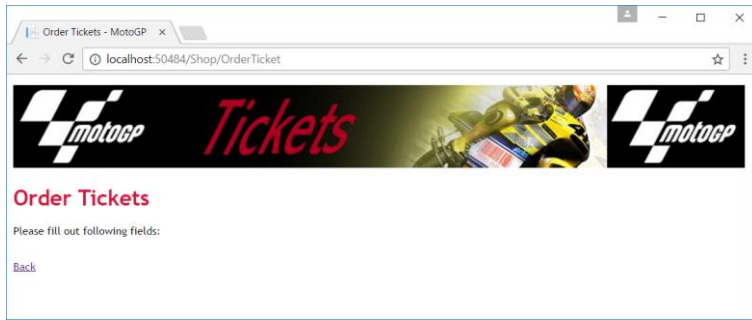 Order Tickets - MotoGP
localhost:50484/Shop/OrderTicket
motoGP Tickets motoGP
Order Tickets
Please fill out following fields:
Back